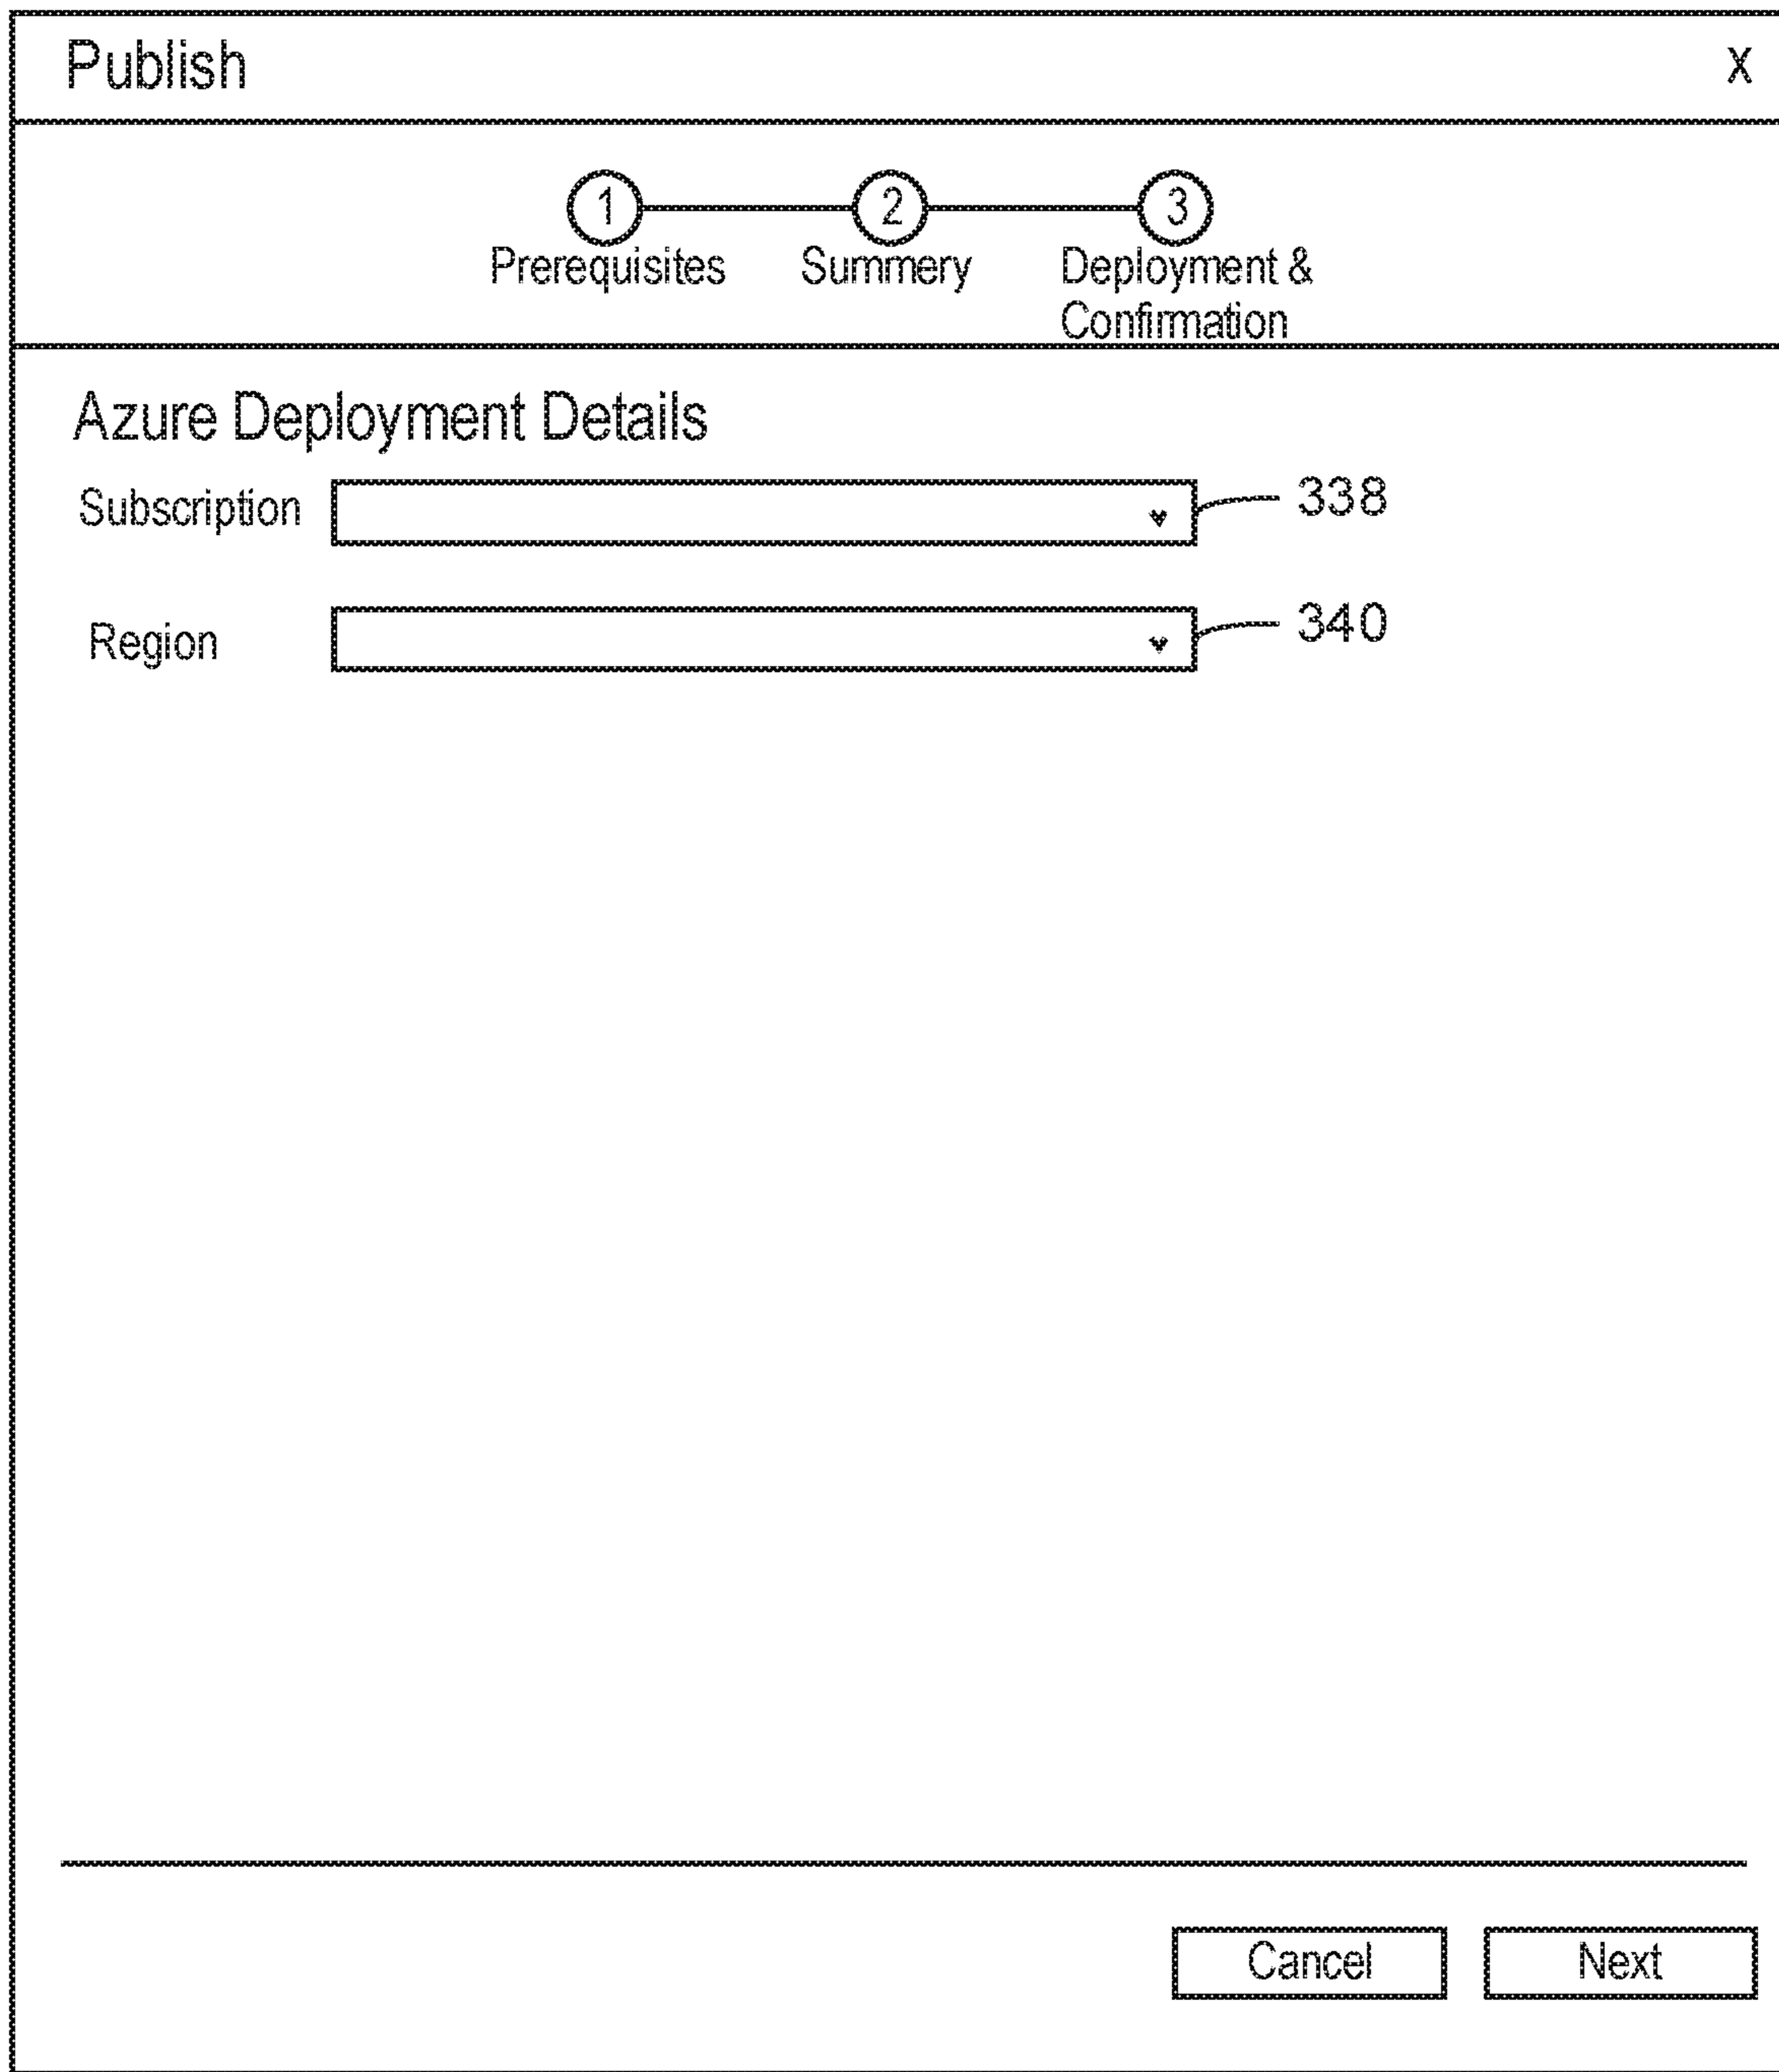 Publish X
1 2 3
Prerequisites Summery Deployment &
Confirmation
Azure Deployment Details
Subscription 338
Region 340
Cancel Next